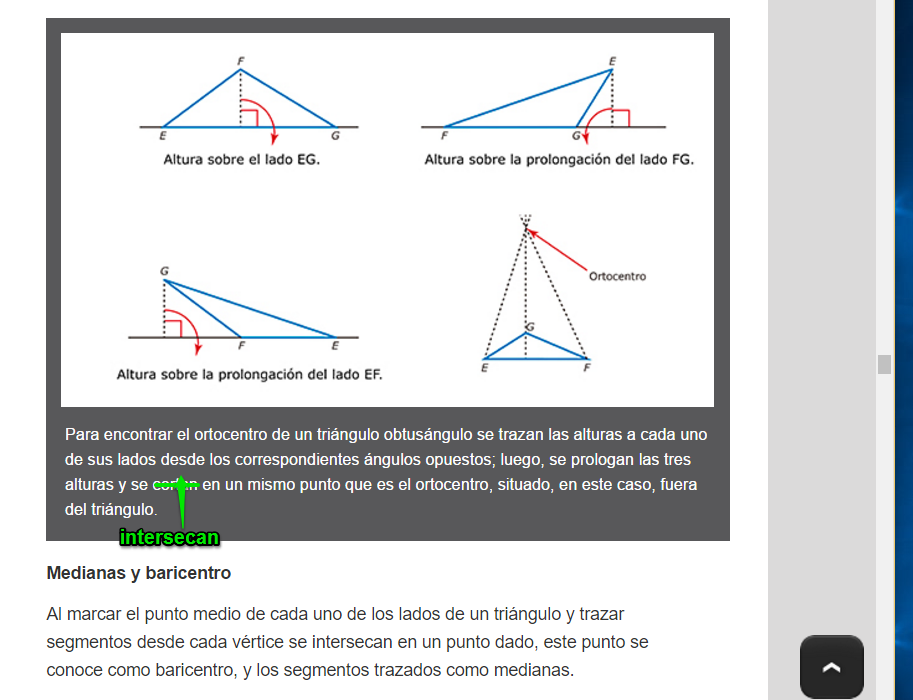 F
E
E
G
F
G
Altura sobre el lado EG.
Altura sobre la prolongación del lado FG.
G
Ortocentro
G
F
E
E
F
Altura sobre la prolongación del lado EF.
Para encontrar el ortocentro de un triángulo obtusángulo se trazan las alturas a cada uno
de sus lados desde los correspondientes ángulos opuestos; luego, se prologan las tres
alturas y se cortan en un mismo punto que es el ortocentro, situado, en este caso, fuera
del triángulo.
intersecan
Medianas y baricentro
Al marcar el punto medio de cada uno de los lados de un triángulo y trazar
segmentos desde cada vértice se intersecan en un punto dado, este punto se
conoce como baricentro, y los segmentos trazados como medianas.